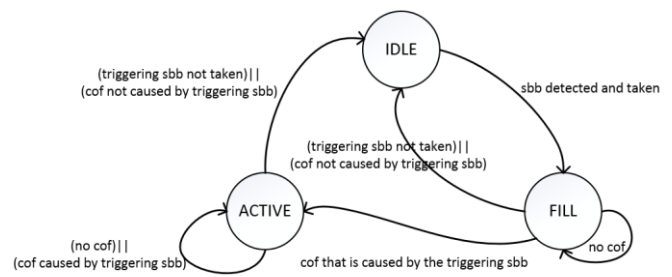 IDLE
(triggering sbb not taken)||
(cof not caused by triggering sbb)
sbb detected and taken
(triggering sbb not taken)||
(cof not caused by triggering sbb)
ACTIVE
FILL
(no cof)||
(cof caused by triggering sbb)
no cof
cof that is caused by the triggering sbb